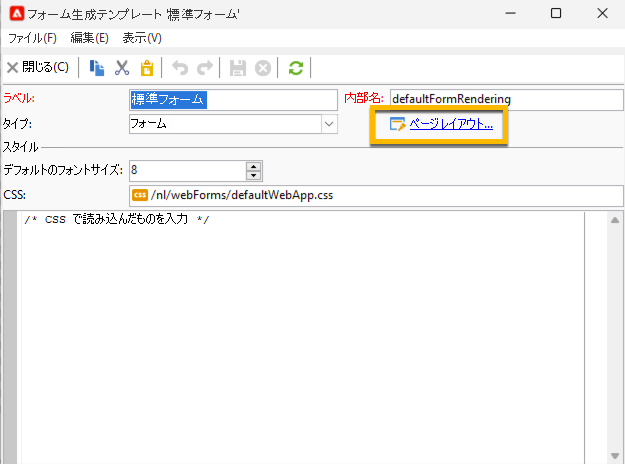 フォーム生成テンプレート '標準フォーム'
ファイル(F) 編集(E) 表示(V)
閉じる(C)
ラベル: 標準フォーム 内部名: defaultFormRendering
タイプ: フォーム ページレイアウト...
スタイル
デフォルトのフォントサイズ: 8
CSS: css /nl/webForms/defaultWebApp.css
/* CSS で読み込んだものを入力 */